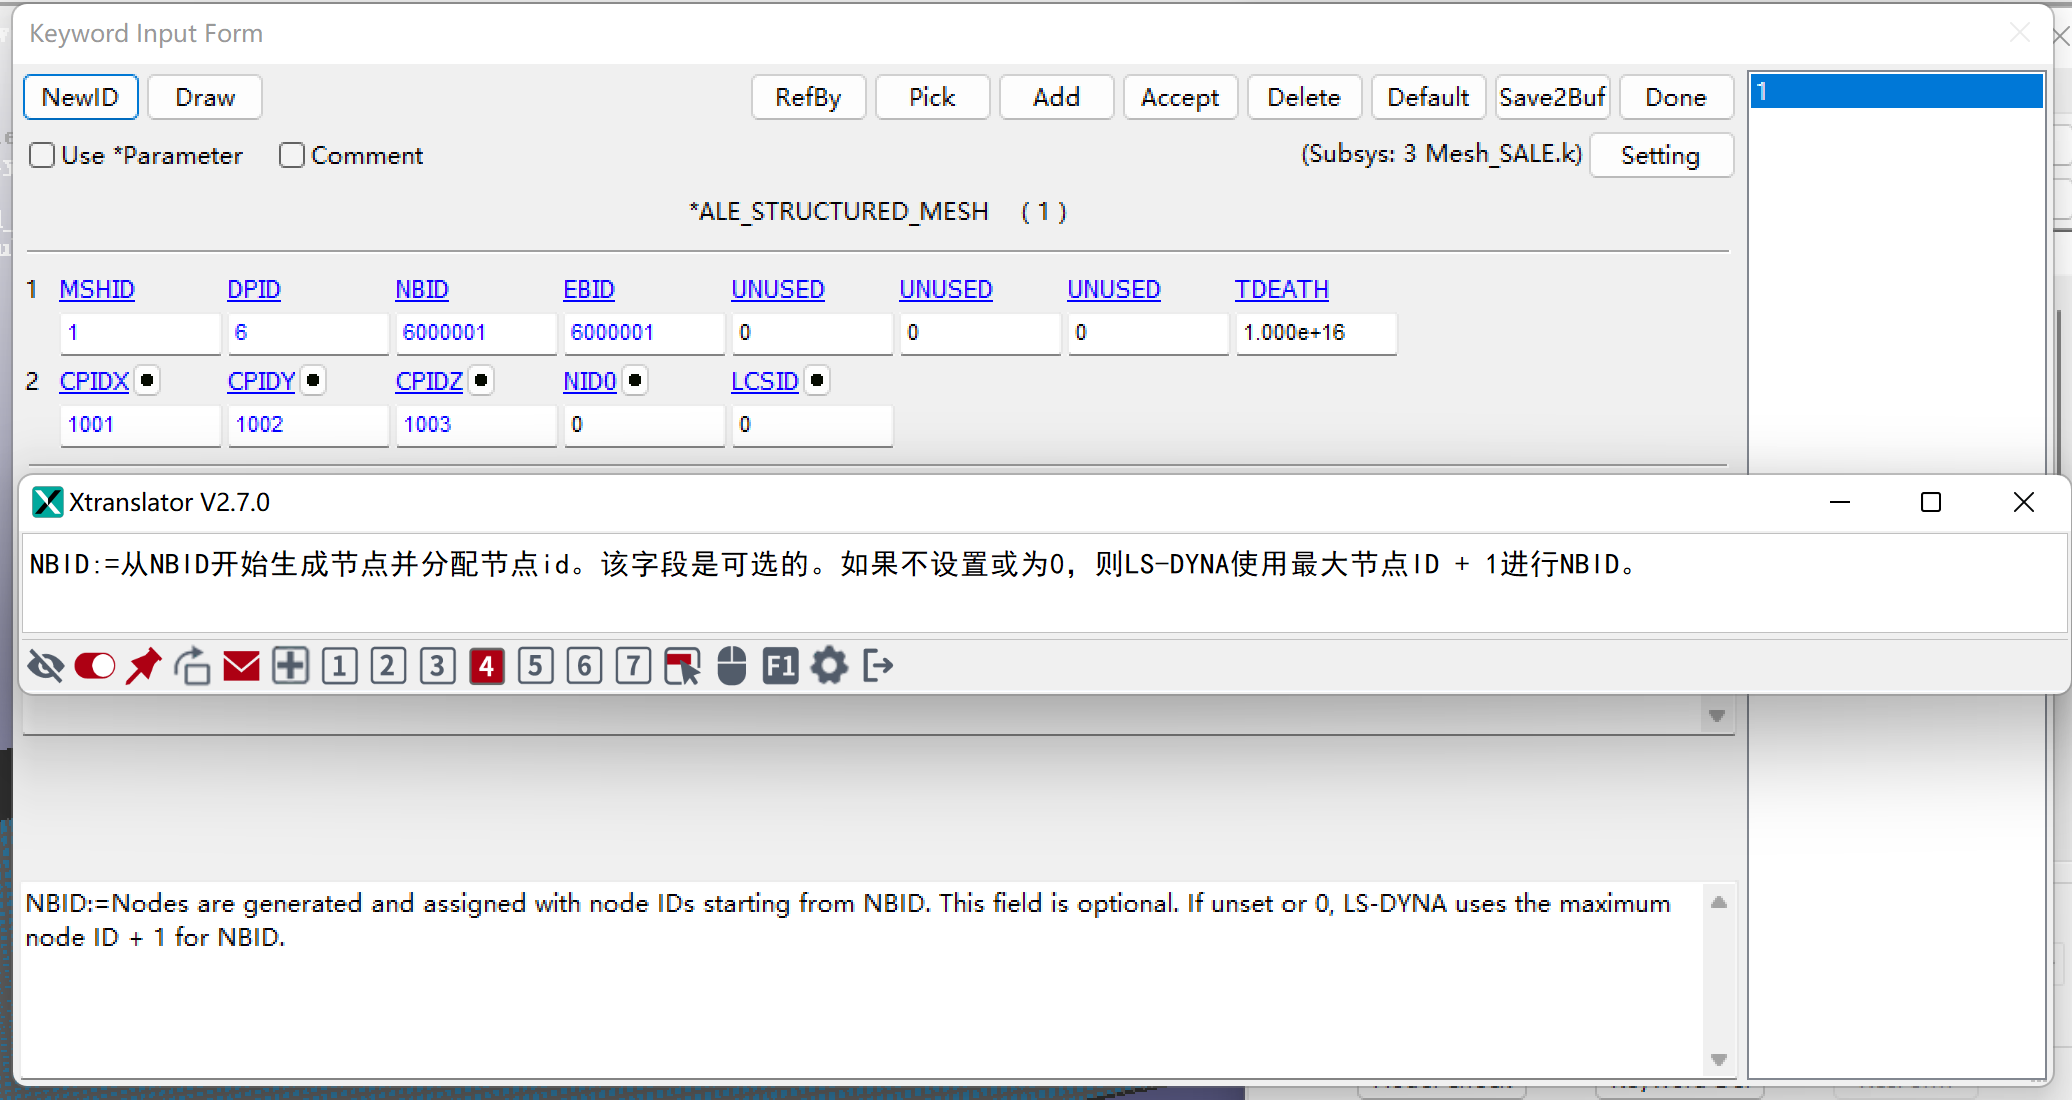 Keyword Input Form
NewID Draw RefBy Pick Add Accept Delete Default Save2Buf Done
1
Use *Parameter Comment (Subsys: 3 Mesh_SALE.k) Setting
*ALE_STRUCTURED_MESH (1)
1 MSHID DPID NBID EBID UNUSED UNUSED UNUSED TDEATH
1 6 6000001 6000001 0 0 0 1.000e+16
2 CPIDX CPIDY CPIDZ NID0 LCSID
1001 1002 1003 0 0
Xtranslator V2.7.0
NBID:=从NBID开始生成节点并分配节点id。该字段是可选的。如果不设置或为0，则LS-DYNA使用最大节点ID + 1进行NBID。
1 2 3 4 5 6 7 F1
NBID:=Nodes are generated and assigned with node IDs starting from NBID. This field is optional. If unset or 0, LS-DYNA uses the maximum
node ID + 1 for NBID.